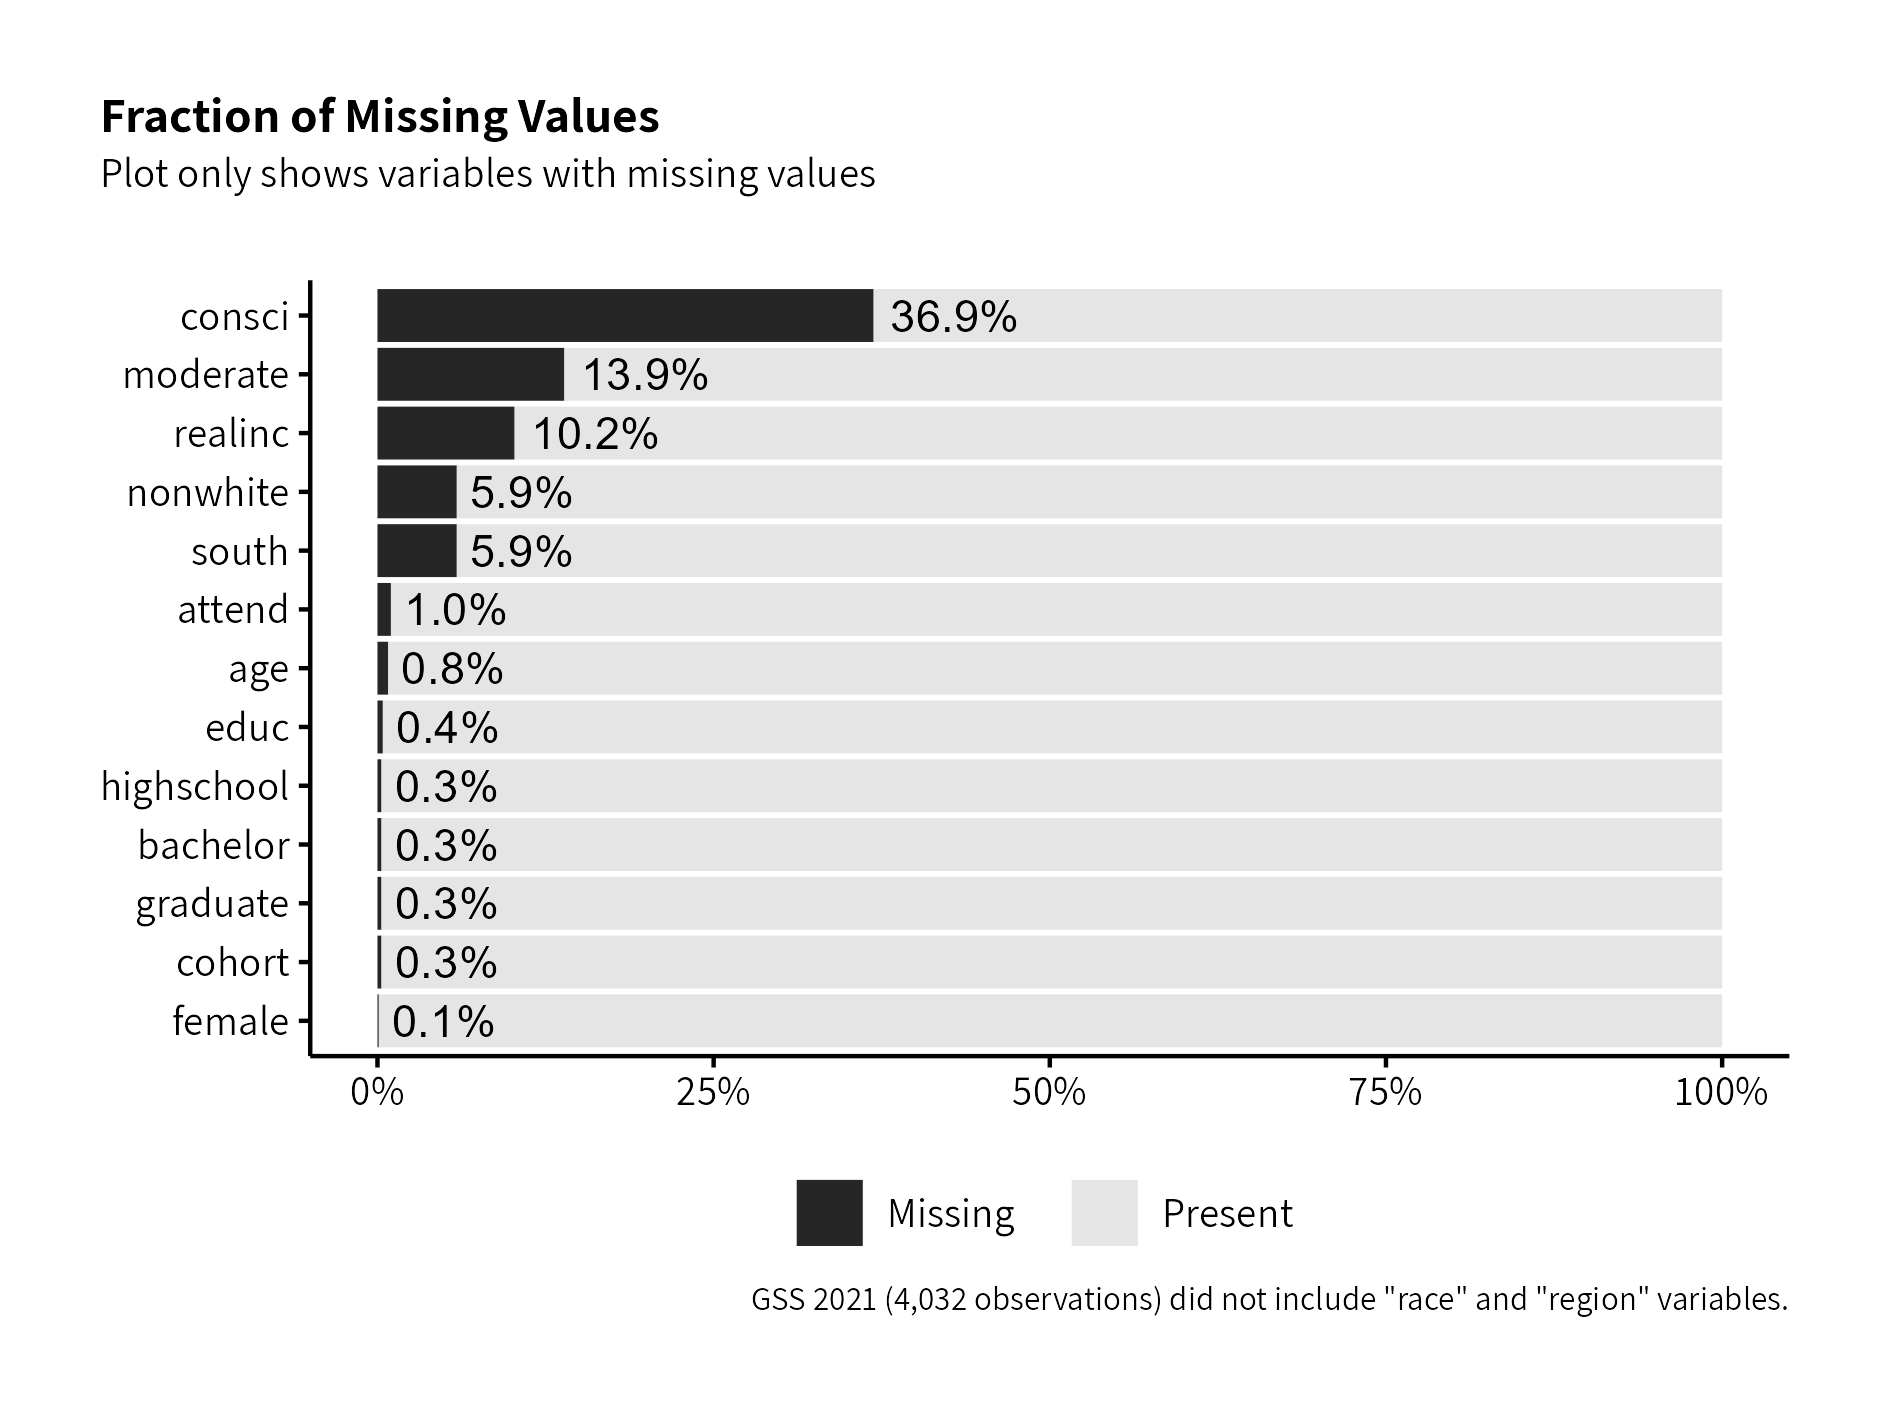 Fraction of Missing Values
Plot only shows variables with missing values
consci 36.9%
moderate 13.9%
realinc 10.2%
nonwhite 5.9%
south 5.9%
attend 1.0%
age 0.8%
educ 0.4%
highschool 0.3%
bachelor 0.3%
graduate 0.3%
cohort 0.3%
female 0.1%
0% 25% 50% 75% 100%
Missing Present
GSS 2021 (4,032 observations) did not include "race" and "region" variables.